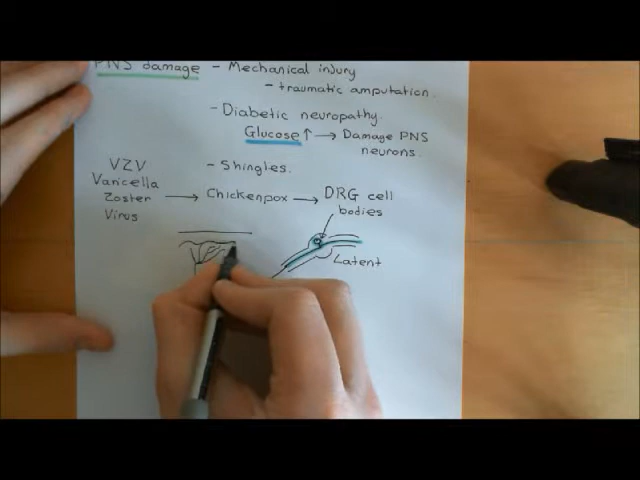 PNS damage - Mechanical injury
- traumatic amputation.
- Diabetic neuropathy.
Glucose ↑ → Damage PNS
neurons.
- Shingles.
VZV
Varicella
Zoster
Virus
→ Chickenpox → DRG cell
bodies
Latent